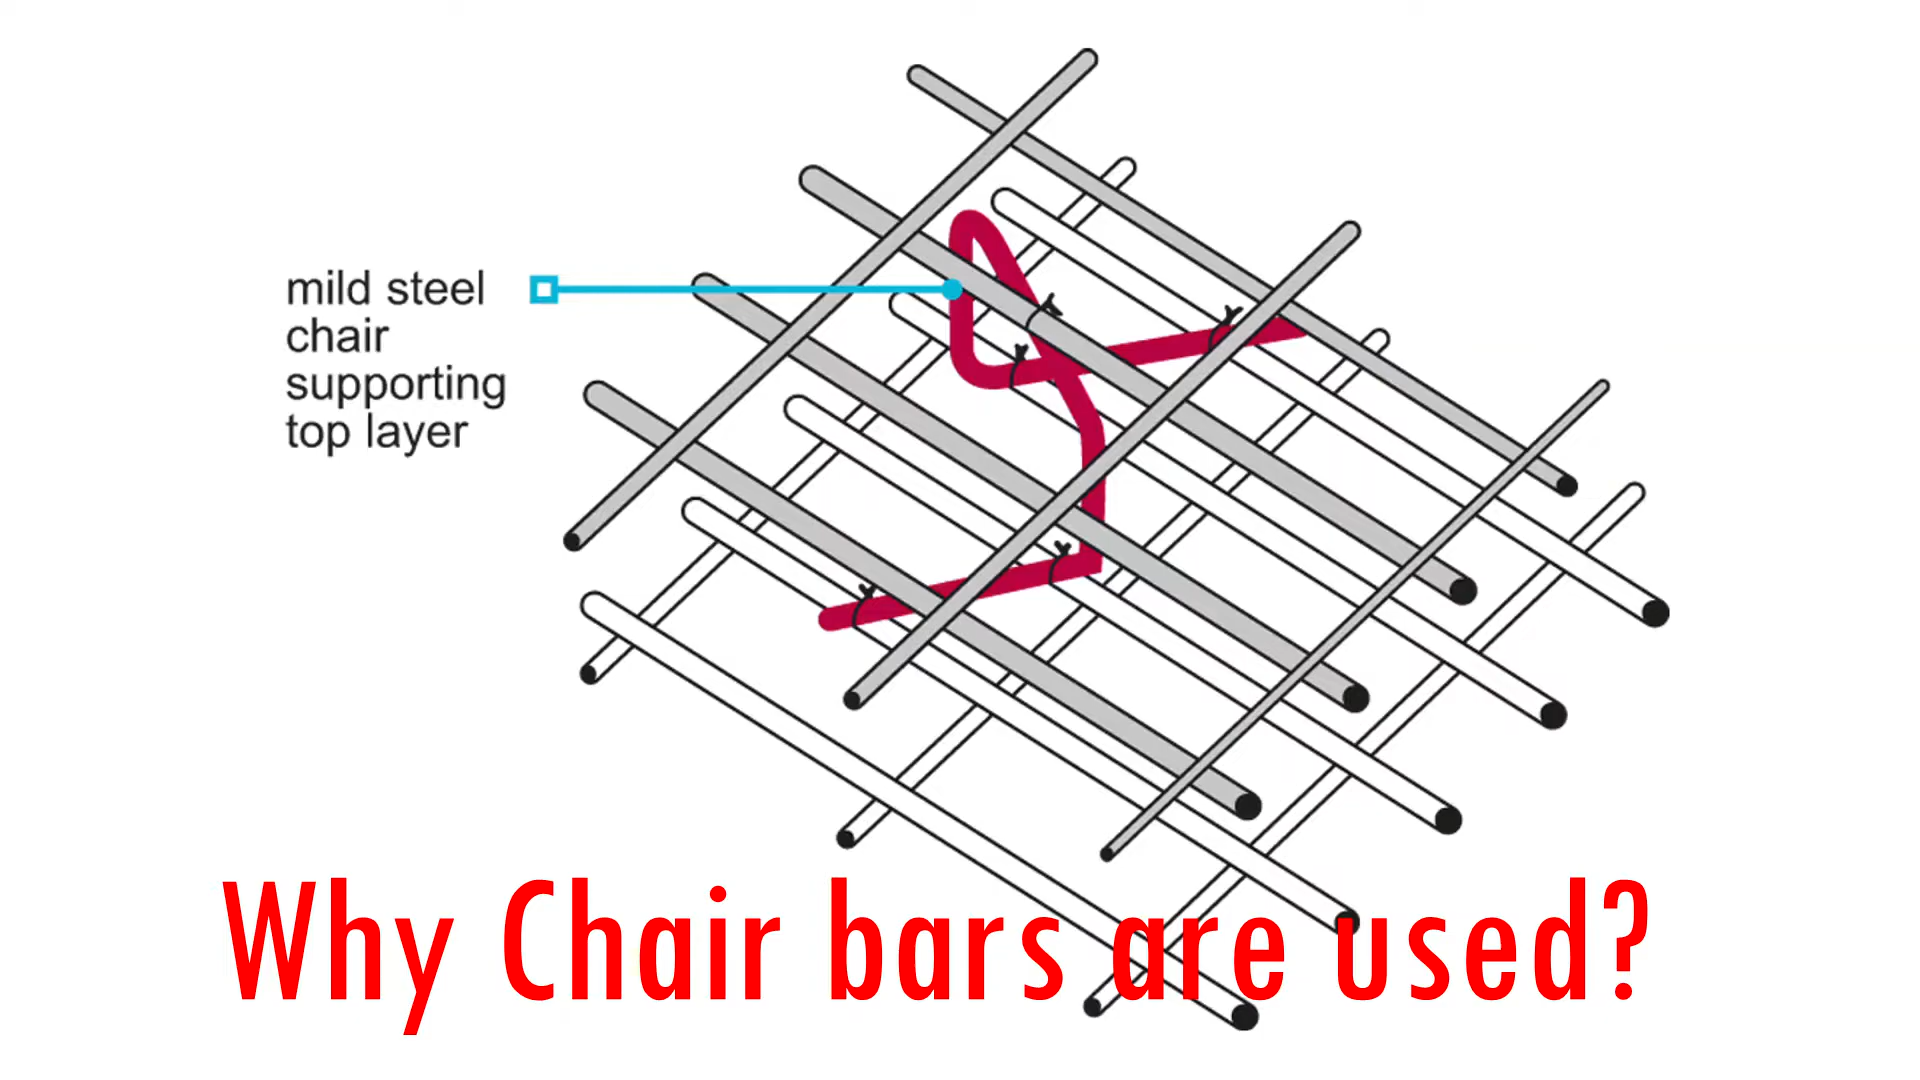 mild steel
chair
supporting
top layer
Why Chair bars are used?